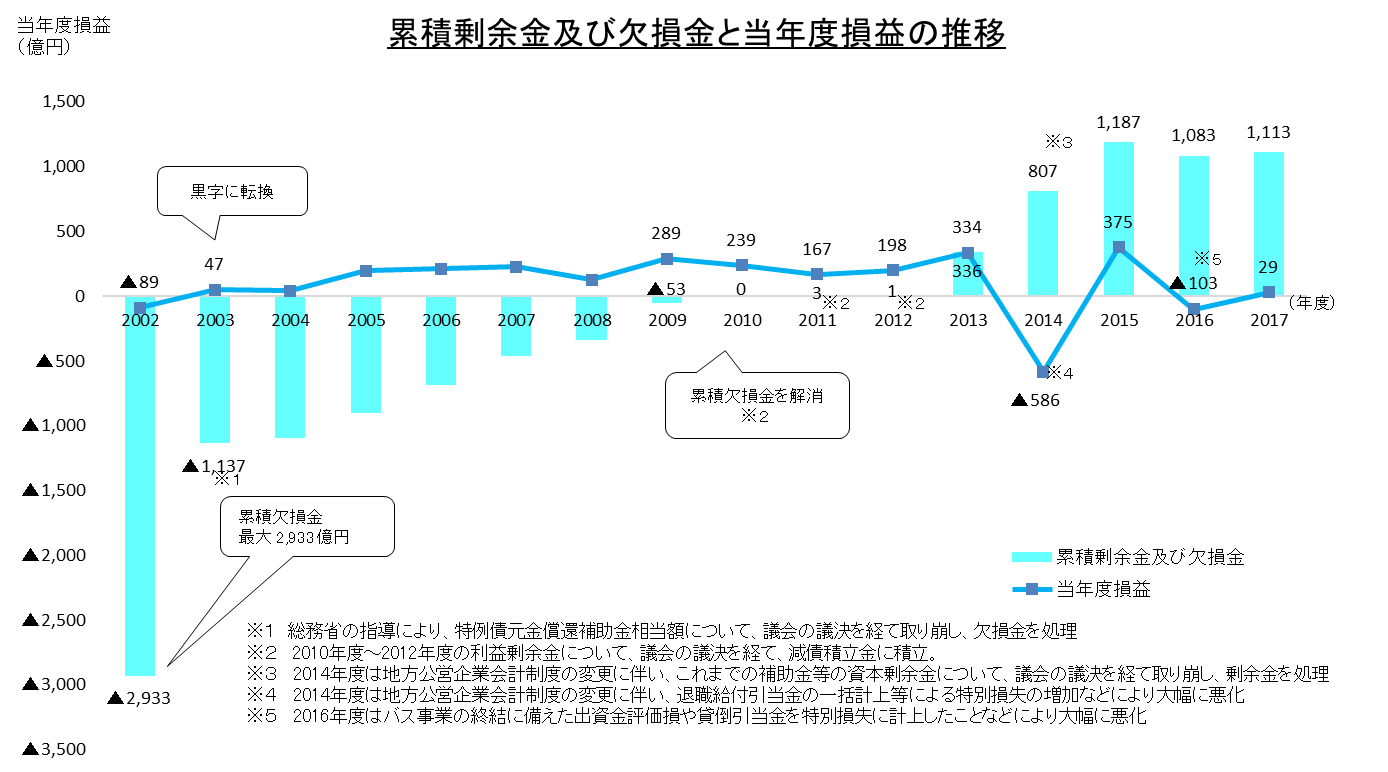 当年度損益
（億円）
累積剰余金及び欠損金と当年度損益の推移
1,500
1,000
500
0
▲500
▲1,000
▲1,500
▲2,000
▲2,500
▲3,000
▲3,500
黒字に転換
▲89
47
289
239
167
198
334
375
▲103
29
▲586
※4
▲2,933
▲1,137
※1
▲53
0
3
※2
1
※2
336
※3
807
1,187
1,083
※5
1,113
2002 2003 2004 2005 2006 2007 2008 2009 2010 2011 2012 2013 2014 2015 2016 2017
（年度）
累積欠損金を解消
※2
累積欠損金
最大2,933億円
累積剰余金及び欠損金
当年度損益
※1 総務省の指導により、特例債元金償還補助金相当額について、議会の議決を経て取り崩し、欠損金を処理
※2 2010年度～2012年度の利益剰余金について、議会の議決を経て、減債積立金に積立。
※3 2014年度は地方公営企業会計制度の変更に伴い、これまでの補助金等の資本剰余金について、議会の議決を経て取り崩し、剰余金を処理
※4 2014年度は地方公営企業会計制度の変更に伴い、退職給付引当金の一括計上等による特別損失の増加などにより大幅に悪化
※5 2016年度はバス事業の終結に備えた出資金評価損や貸倒引当金を特別損失に計上したことなどにより大幅に悪化